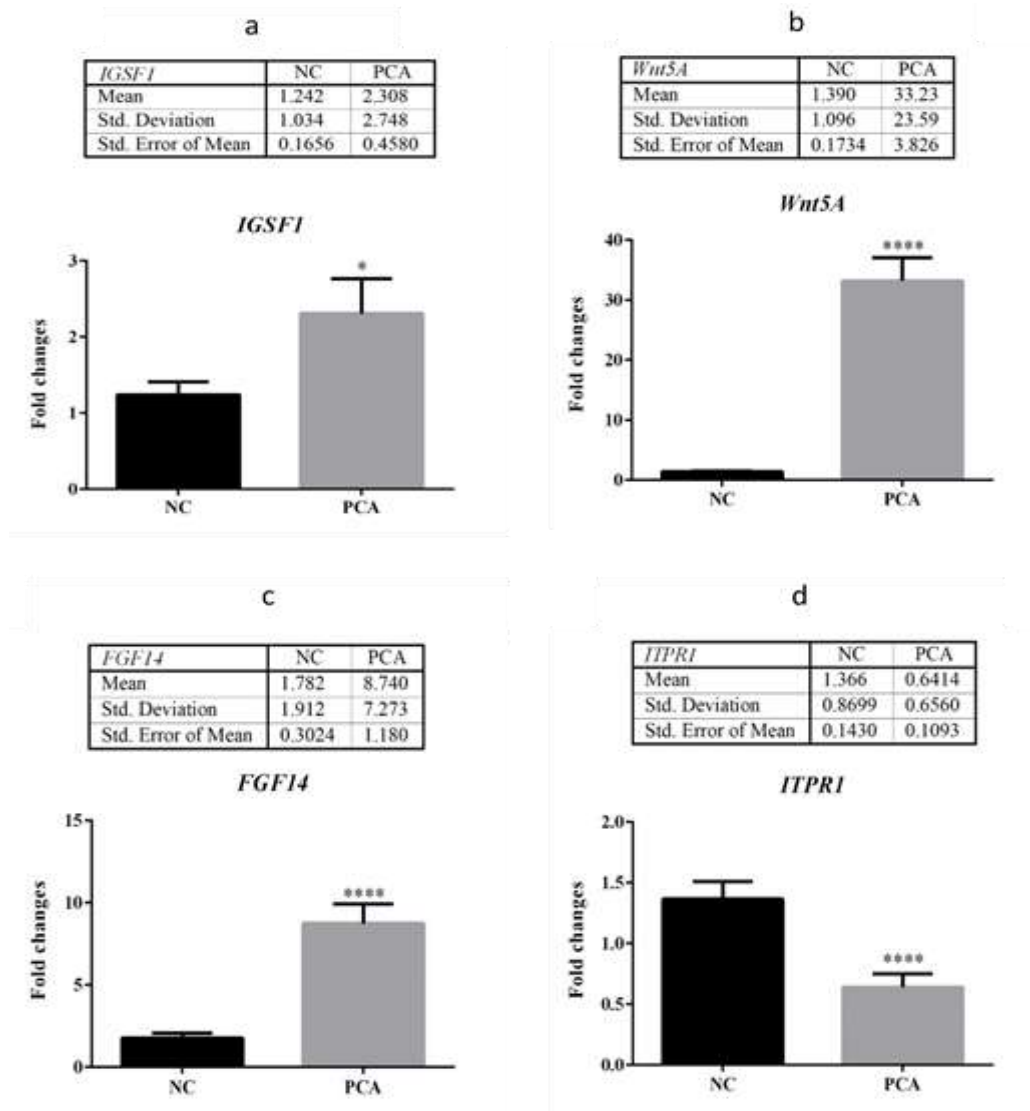 a
IGSF1 NC PCA
Mean 1.242 2.308
Std. Deviation 1.034 2.748
Std. Error of Mean 0.1656 0.4580
IGSF1
3
2
1
0
Fold changes
*
NC PCA
b
Wnt5A NC PCA
Mean 1.390 33.23
Std. Deviation 1.096 23.59
Std. Error of Mean 0.1734 3.826
Wnt5A
40
30
20
10
0
Fold changes
****
NC PCA
c
FGF14 NC PCA
Mean 1.782 8.740
Std. Deviation 1.912 7.273
Std. Error of Mean 0.3024 1.180
FGF14
15
10
5
0
Fold changes
****
NC PCA
d
ITPR1 NC PCA
Mean 1.366 0.6414
Std. Deviation 0.8699 0.6560
Std. Error of Mean 0.1430 0.1093
ITPR1
2.0
1.5
1.0
0.5
0.0
Fold changes
****
NC PCA